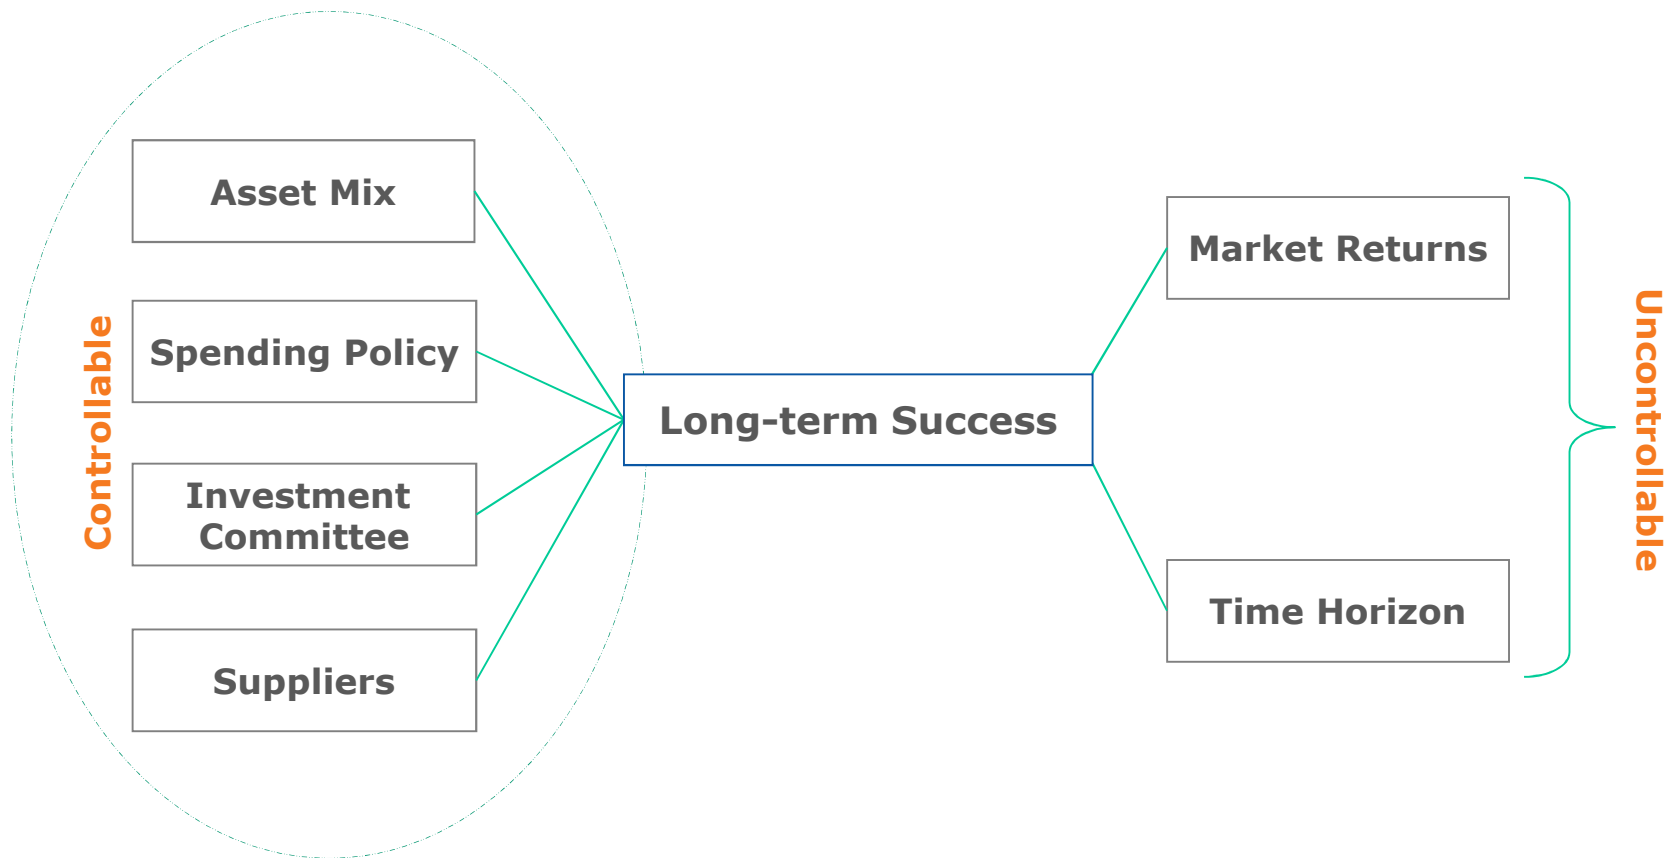 Controllable
Asset Mix
Spending Policy
Investment
Committee
Suppliers
Long-term Success
Market Returns
Time Horizon
Uncontrollable